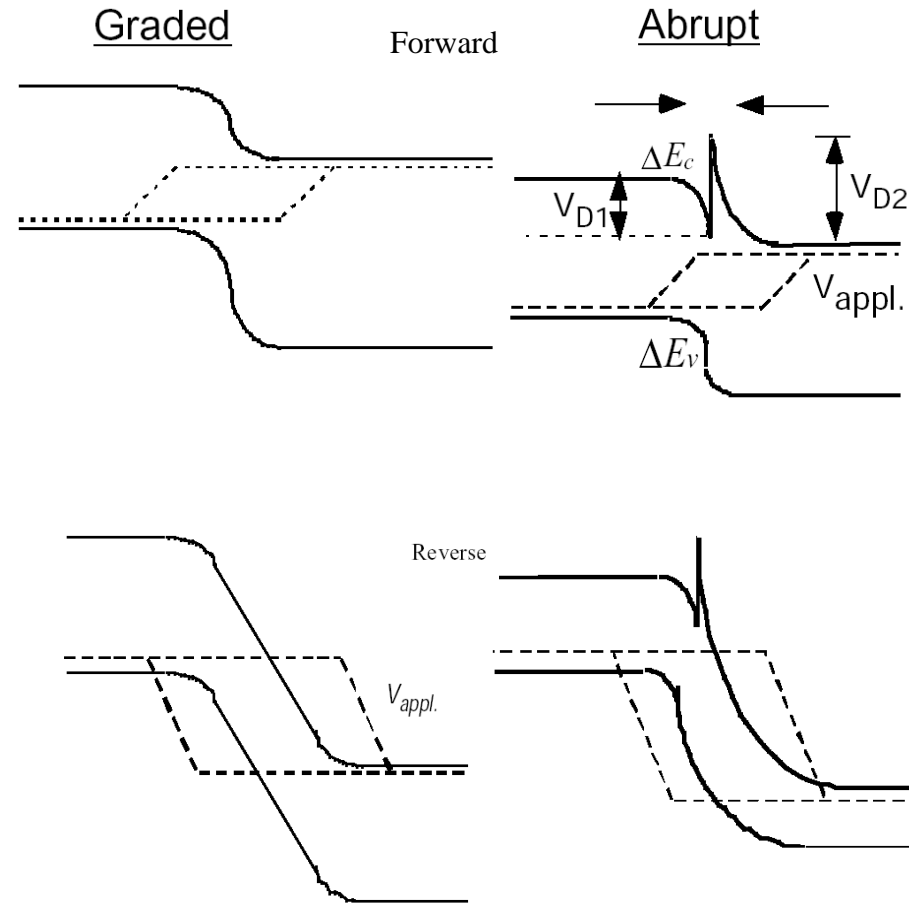 Graded
Forward
Abrupt
ΔEc
VD1
VD2
Vappl.
ΔEv
Reverse
Vappl.